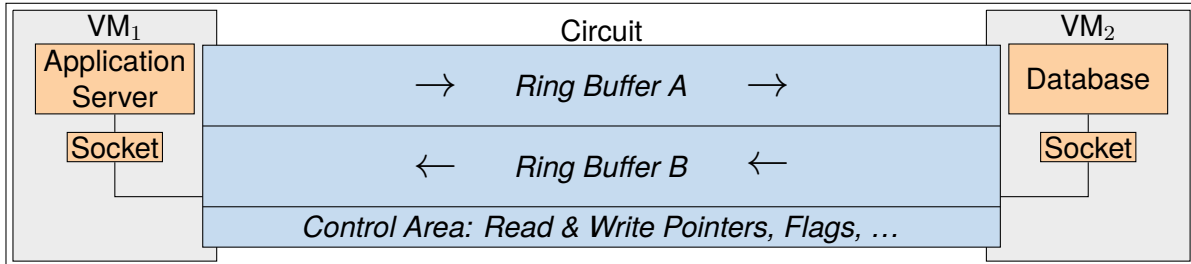 VM₁
Circuit
VM₂
Application
Server
→ Ring Buffer A →
Database
Socket
Socket
← Ring Buffer B ←
Control Area: Read & Write Pointers, Flags, …